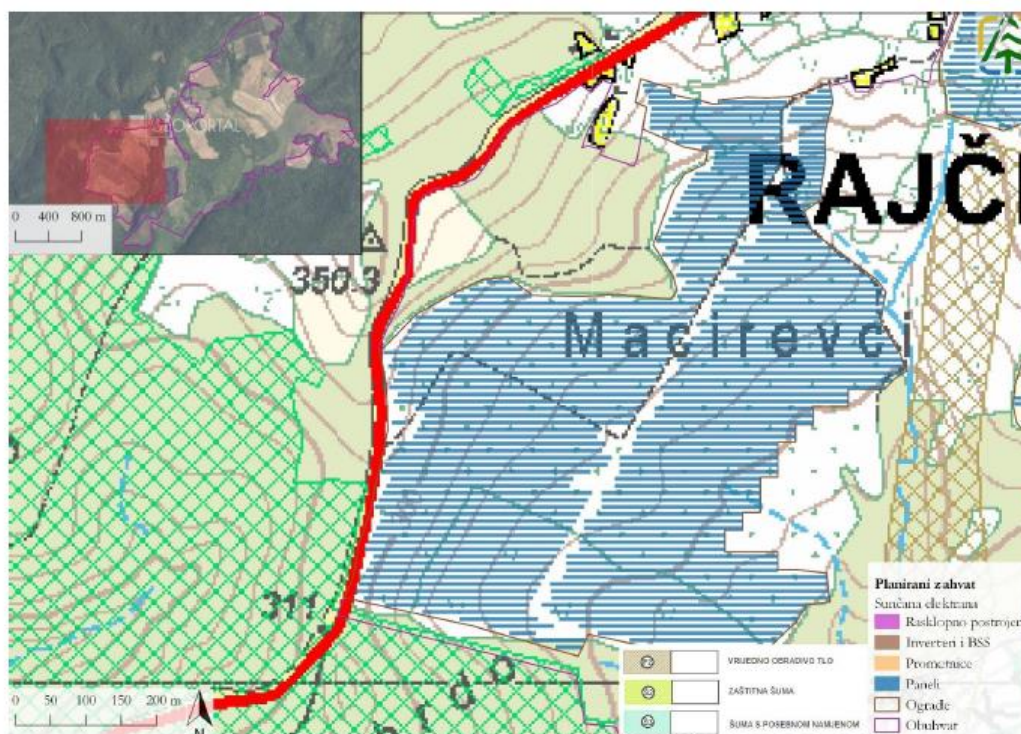 0 400 800 m
350.3
RAJČ
Macirevci
311
0 50 100 150 200 m
N
Planirani zahvat
Sunčana elektrana
Rasklopno postrojen
Inverteri i BSS
Prometnice
Paneli
Ograde
Obuhvat
P2 VRIJEDNO OBRADIVO TLO
ZAŠTITNA ŠUMA
ŠUMA S POSEBNOM NAMJENOM